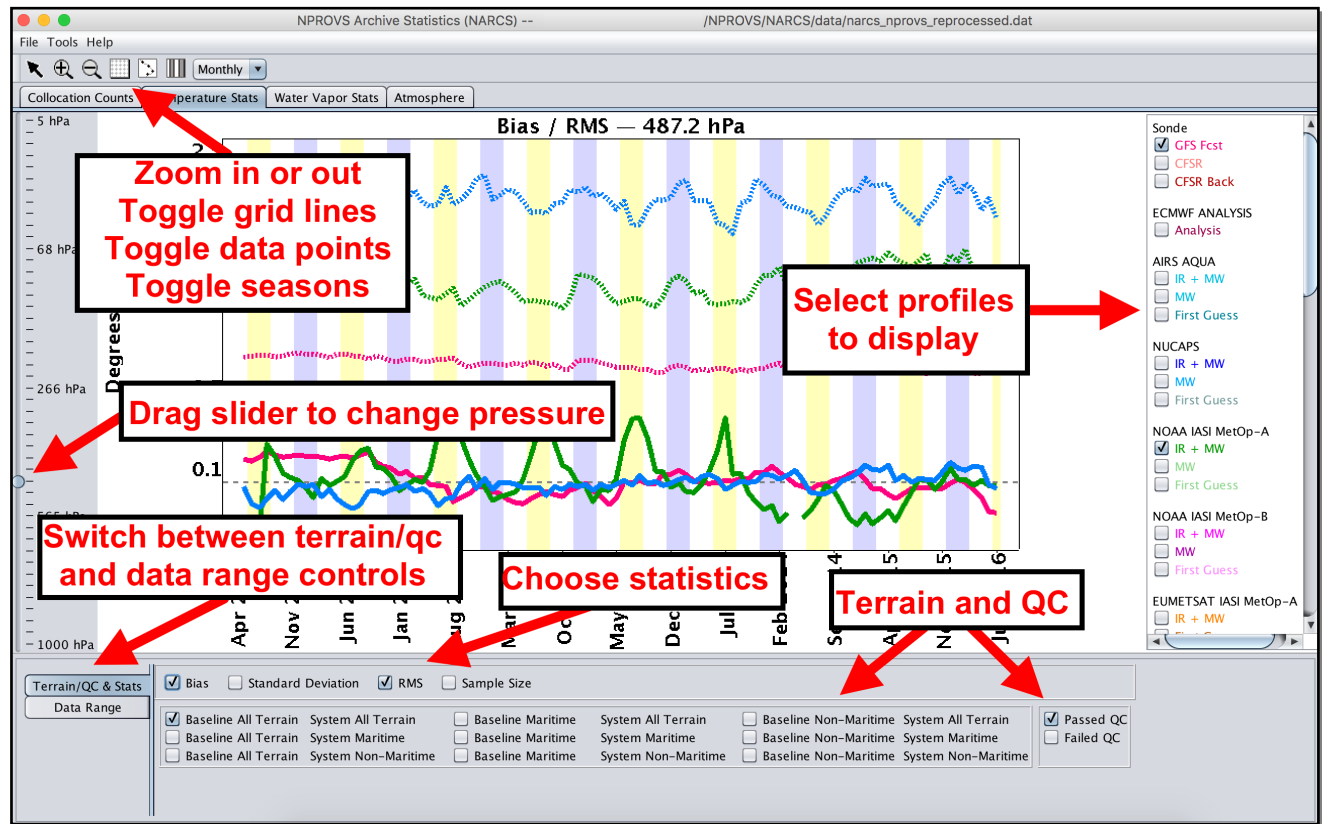 NPROVS Archive Statistics (NARCS) -- /NPROVS/NARCS/data/narcs_nprovs_reprocessed.dat
File Tools Help
Monthly
Collocation Counts
perature Stats
Water Vapor Stats
Atmosphere
5 hPa
68 hPa
266 hPa
1000 hPa
Bias / RMS — 487.2 hPa
Degrees
0.1
Zoom in or out
Toggle grid lines
Toggle data points
Toggle seasons
Select profiles
to display
Drag slider to change pressure
Switch between terrain/qc
and data range controls
Choose statistics
Terrain and QC
Apr
Nov
Jun
Jan
Mar
May
Dec
Jul
Feb
Sonde
GFS Fcst
CFSR
CFSR Back
ECMWF ANALYSIS
Analysis
AIRS AQUA
IR + MW
MW
First Guess
NUCAPS
IR + MW
MW
First Guess
NOAA IASI MetOp-A
IR + MW
MW
First Guess
NOAA IASI MetOp-B
IR + MW
MW
First Guess
EUMETSAT IASI MetOp-A
IR + MW
Terrain/QC & Stats
Data Range
Bias Standard Deviation RMS Sample Size
Baseline All Terrain System All Terrain Baseline Maritime System All Terrain Baseline Non-Maritime System All Terrain Passed QC
Baseline All Terrain System Maritime Baseline Maritime System Maritime Baseline Non-Maritime System Maritime Failed QC
Baseline All Terrain System Non-Maritime Baseline Maritime System Non-Maritime Baseline Non-Maritime System Non-Maritime